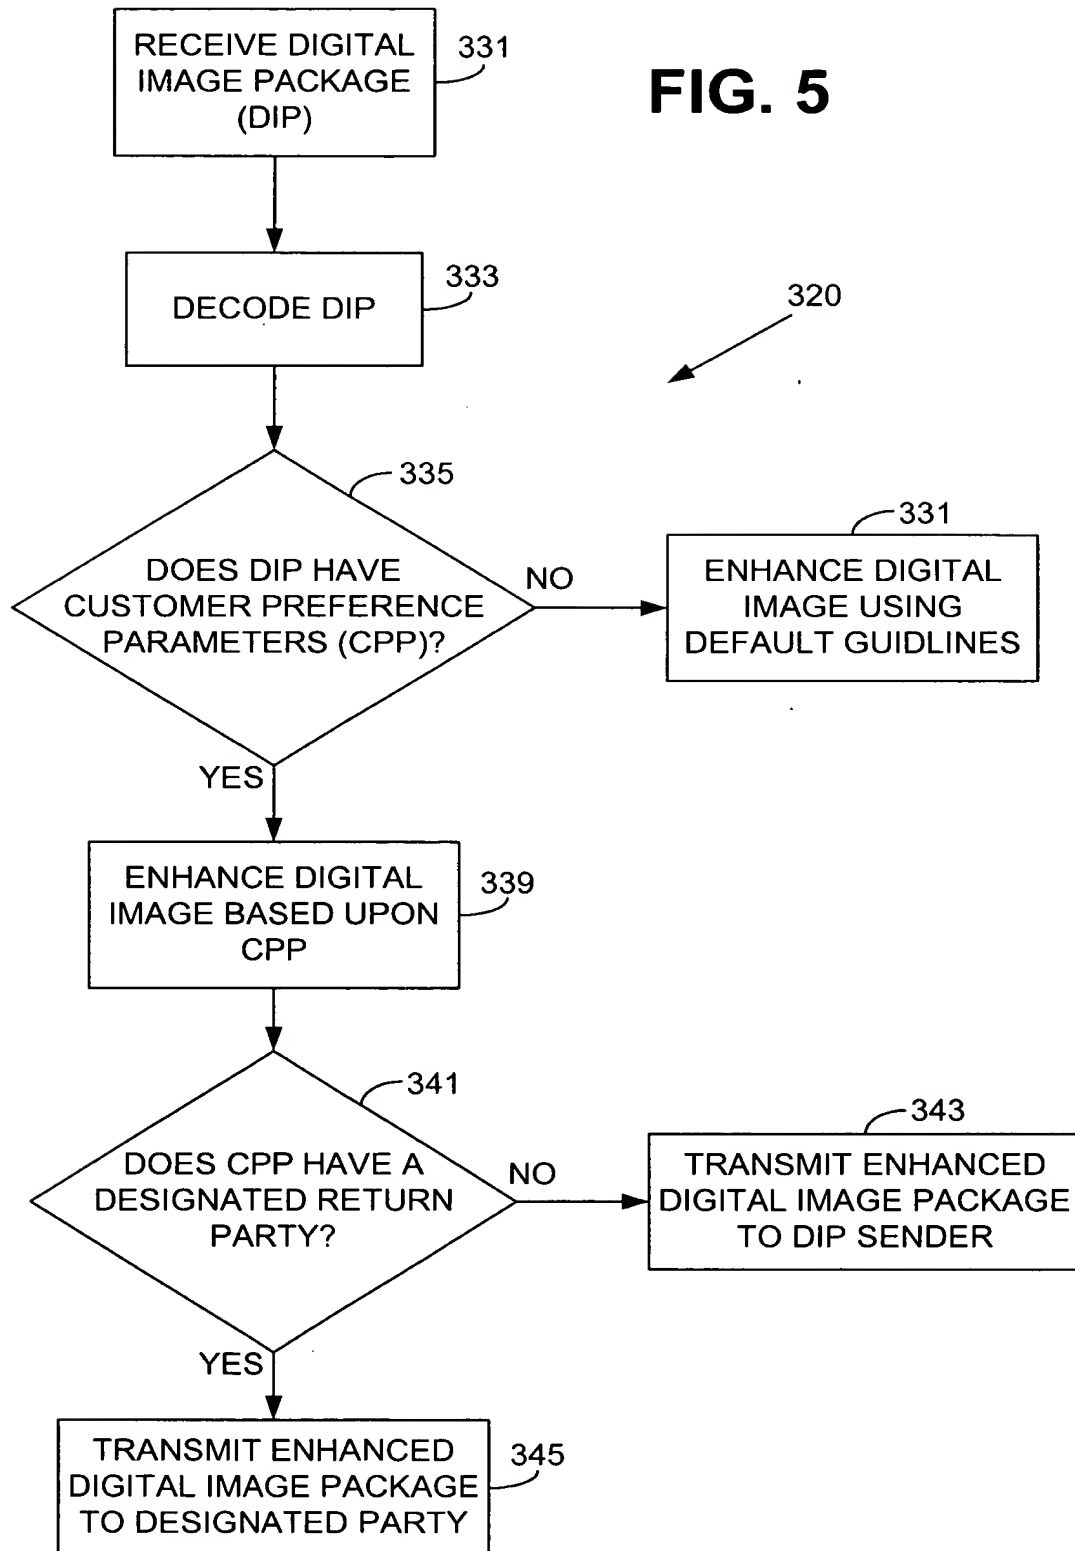 RECEIVE DIGITAL
IMAGE PACKAGE
(DIP)
331
FIG. 5
DECODE DIP
333
320
335
DOES DIP HAVE
CUSTOMER PREFERENCE
PARAMETERS (CPP)?
NO
331
ENHANCE DIGITAL
IMAGE USING
DEFAULT GUIDLINES
YES
ENHANCE DIGITAL
IMAGE BASED UPON
CPP
339
341
DOES CPP HAVE A
DESIGNATED RETURN
PARTY?
NO
343
TRANSMIT ENHANCED
DIGITAL IMAGE PACKAGE
TO DIP SENDER
YES
TRANSMIT ENHANCED
DIGITAL IMAGE PACKAGE
TO DESIGNATED PARTY
345